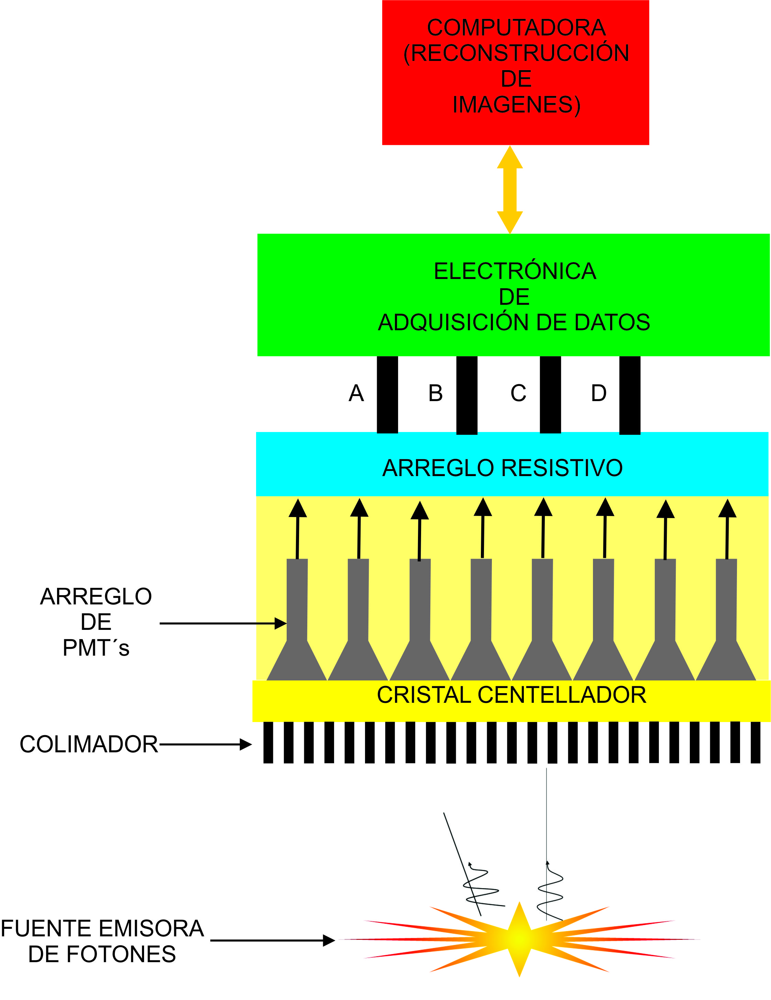 COMPUTADORA
(RECONSTRUCCIÓN
DE
IMAGENES)
ELECTRÓNICA
DE
ADQUISICIÓN DE DATOS
A
B
C
D
ARREGLO RESISTIVO
ARREGLO
DE
PMT´s
CRISTAL CENTELLADOR
COLIMADOR
FUENTE EMISORA
DE FOTONES